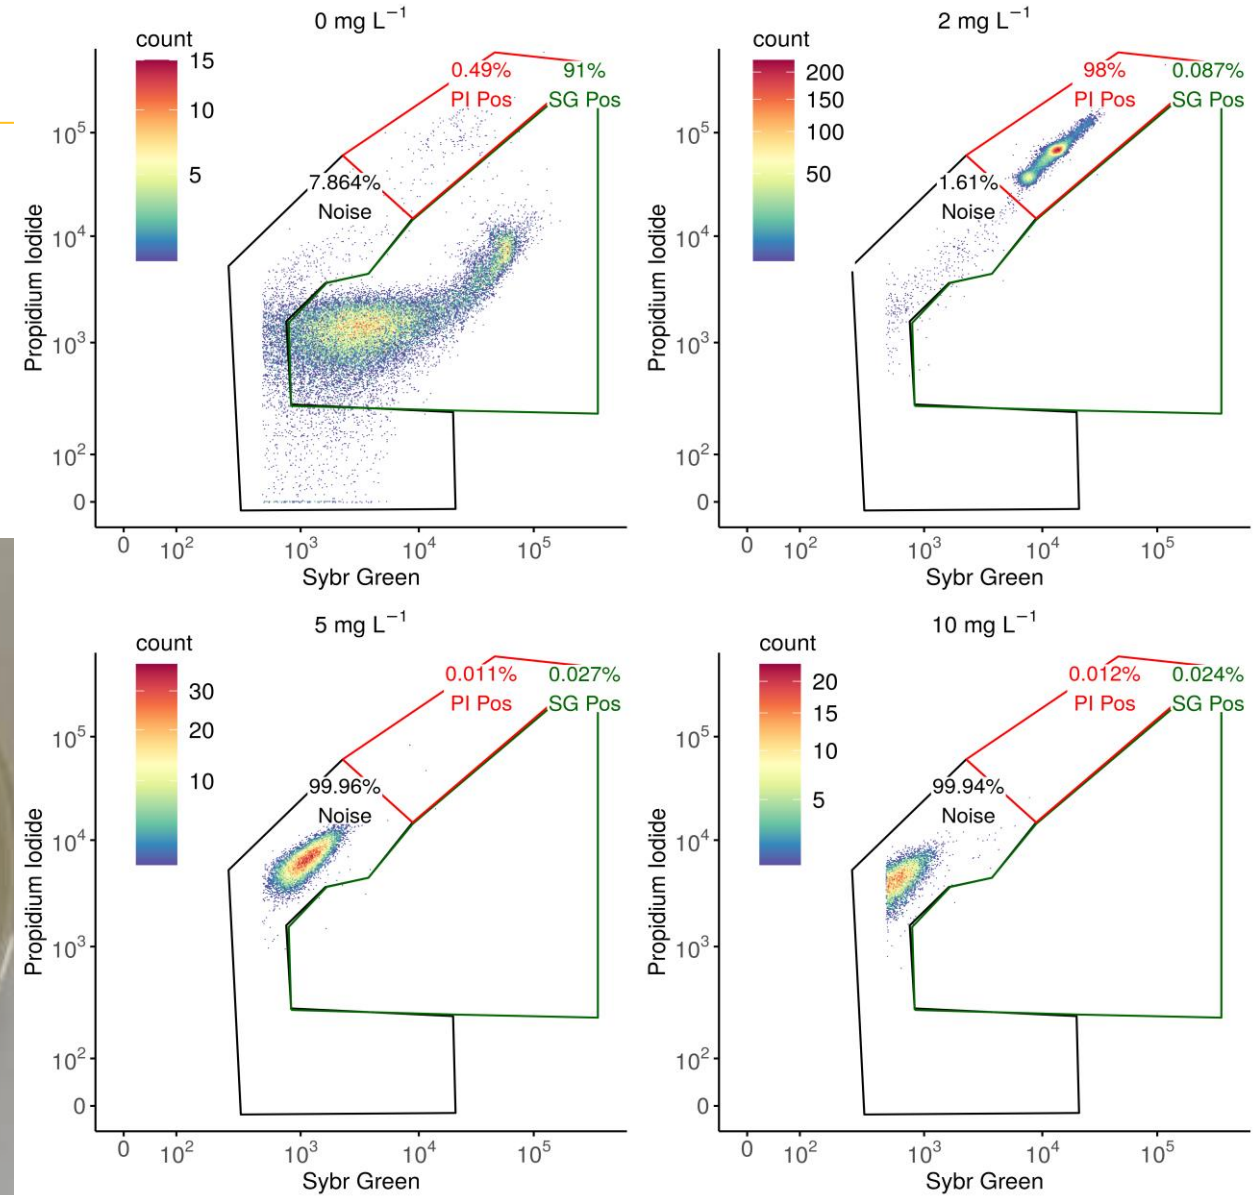 0 mg L⁻¹
count
15
10
5
0.49%
PI Pos
91%
SG Pos
7.864%
Noise
Propidium Iodide
10⁵
10⁴
10³
10²
0
0 10² 10³ 10⁴ 10⁵
Sybr Green
2 mg L⁻¹
count
200
150
100
50
98%
PI Pos
0.087%
SG Pos
1.61%
Noise
Propidium Iodide
10⁵
10⁴
10³
10²
0
0 10² 10³ 10⁴ 10⁵
Sybr Green
5 mg L⁻¹
count
30
20
10
0.011%
PI Pos
0.027%
SG Pos
99.96%
Noise
Propidium Iodide
10⁵
10⁴
10³
10²
0
0 10² 10³ 10⁴ 10⁵
Sybr Green
10 mg L⁻¹
count
20
15
10
5
0.012%
PI Pos
0.024%
SG Pos
99.94%
Noise
Propidium Iodide
10⁵
10⁴
10³
10²
0
0 10² 10³ 10⁴ 10⁵
Sybr Green